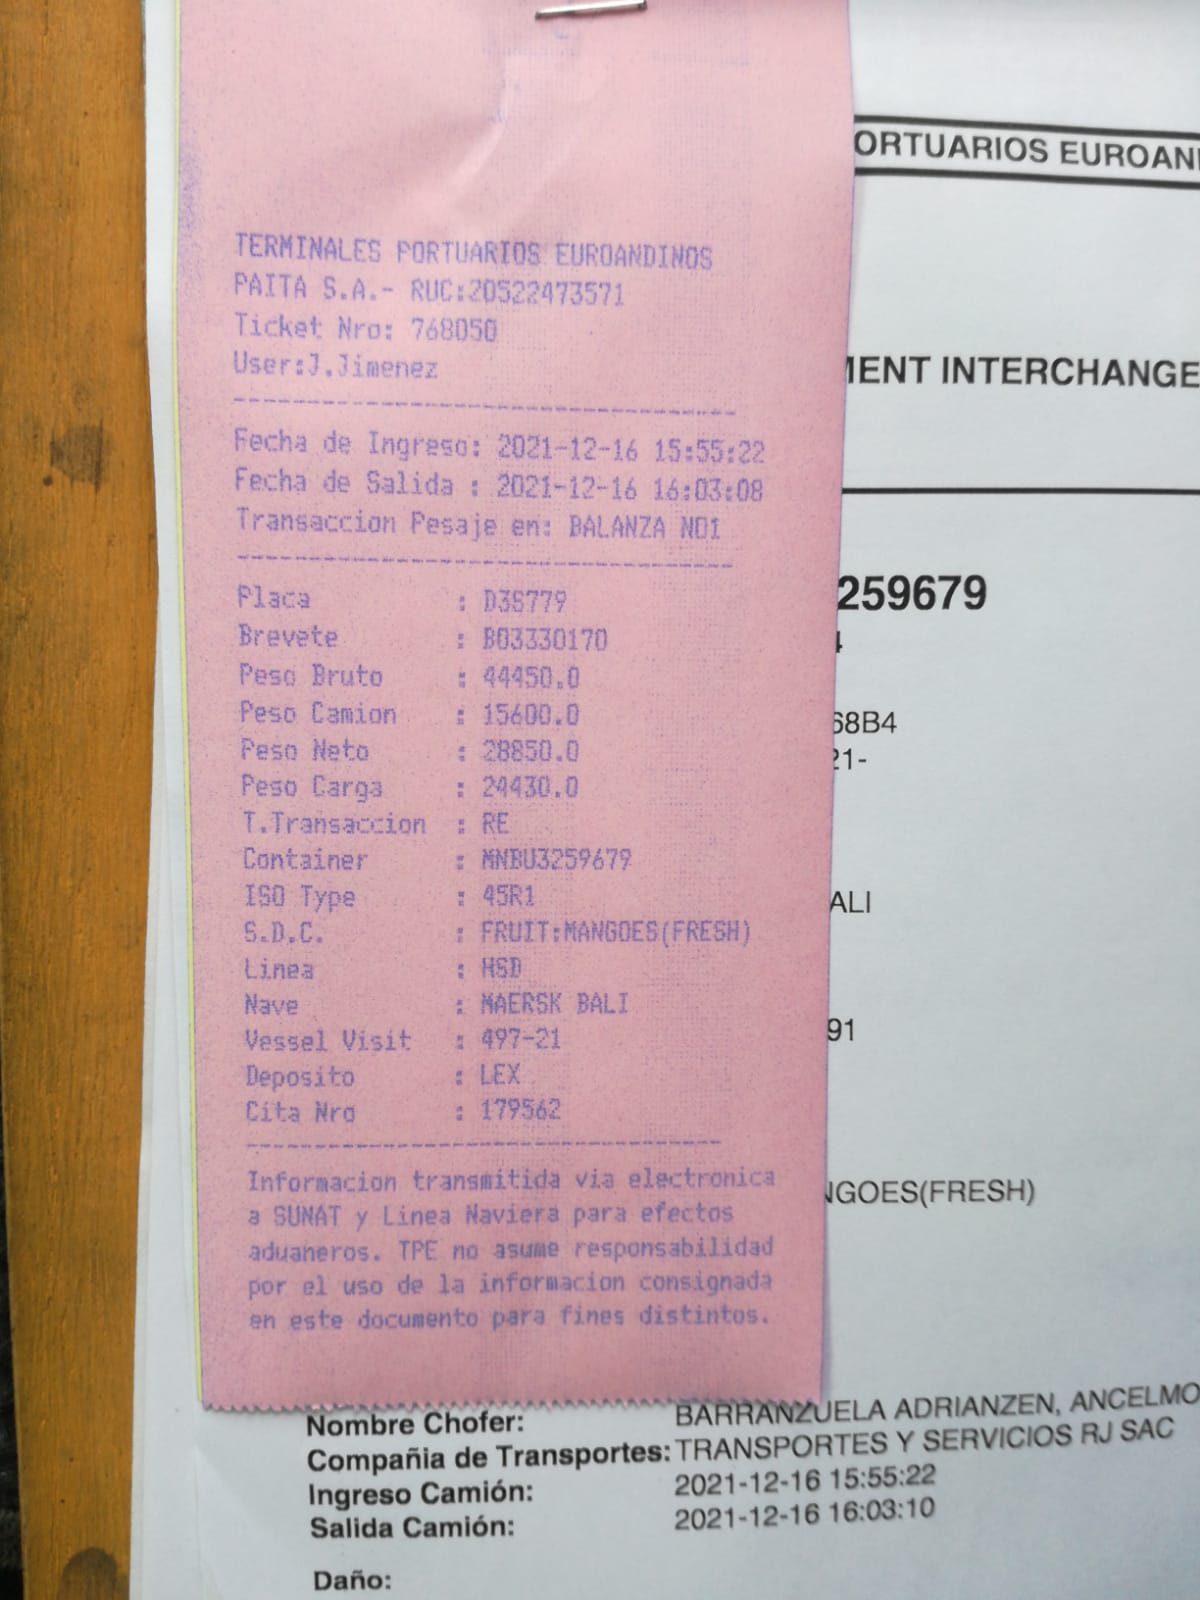 TERMINALES PORTUARIOS EUROANDINOS
PAITA S.A.- RUC:20522473571
Ticket Nro: 768050
User:J.Jimenez
Fecha de Ingreso: 2021-12-16 15:55:22
Fecha de Salida : 2021-12-16 16:03:08
Transaccion Pesaje en: BALANZA N01
Placa : D3S779
Brevete : B03330170
Peso Bruto : 44450.0
Peso Camion : 15600.0
Peso Neto : 28850.0
Peso Carga : 24430.0
T.Transaccion : RE
Container : MNBU3259679
ISO Type : 45R1
S.D.C. : FRUIT:MANGOES(FRESH)
Linea : HSD
Nave : MAERSK BALI
Vessel Visit : 497-21
Deposito : LEX
Cita Nro : 179562
Informacion transmitida via electronica
a SUNAT y Linea Naviera para efectos
aduaneros. TPE no asume responsabilidad
por el uso de la informacion consignada
en este documento para fines distintos.
ORTUARIOS EUROAN
MENT INTERCHANGE
259679
68B4
21-
ALI
91
NGOES(FRESH)
Nombre Chofer: BARRANZUELA ADRIANZEN, ANCELMO
Compañia de Transportes: TRANSPORTES Y SERVICIOS RJ SAC
Ingreso Camión: 2021-12-16 15:55:22
Salida Camión: 2021-12-16 16:03:10
Daño: